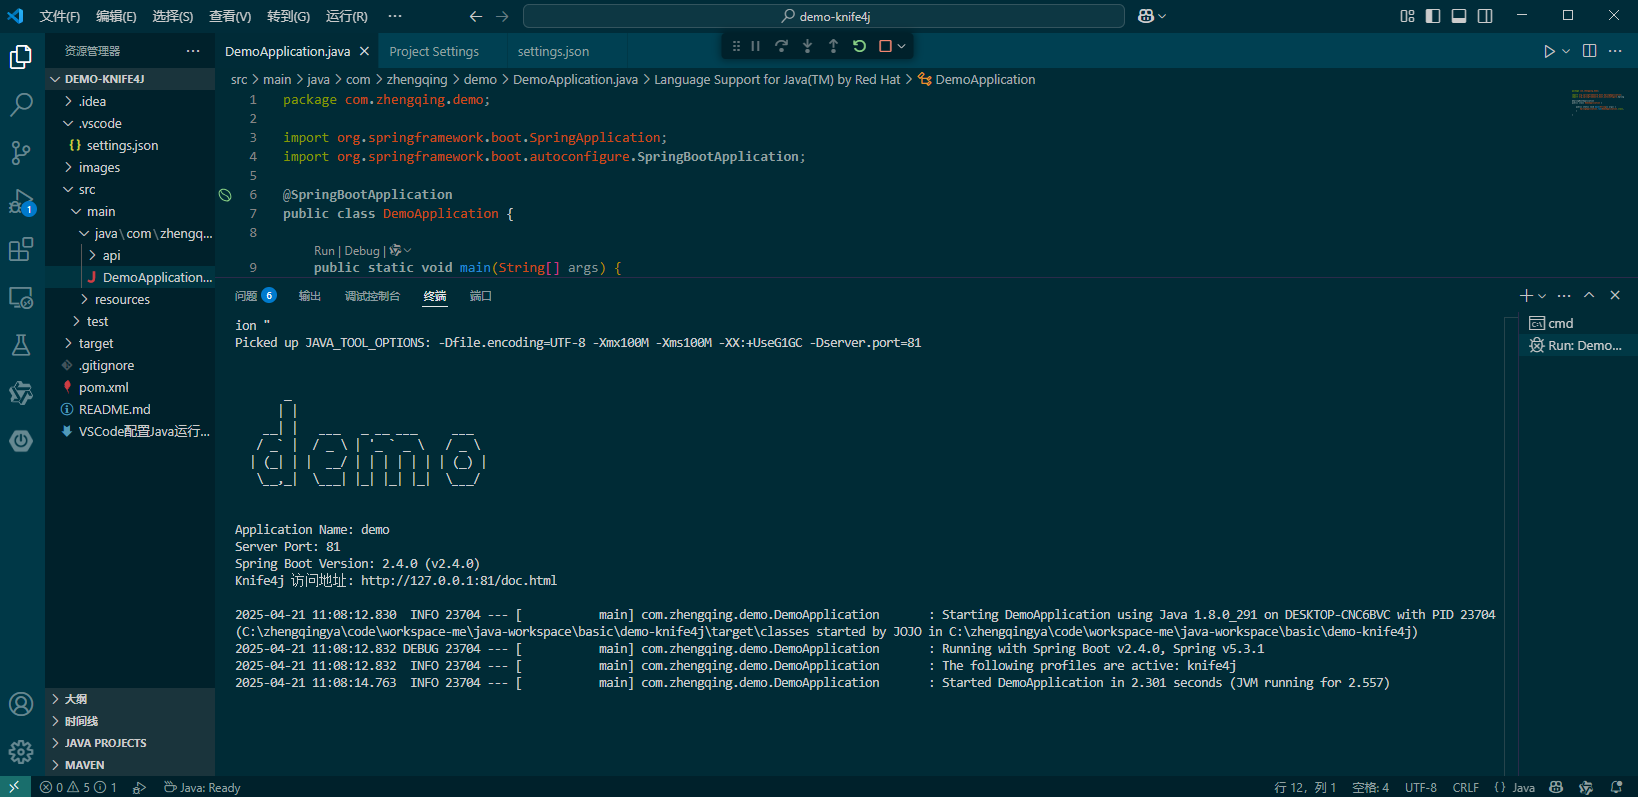 文件(F) 编辑(E) 选择(S) 查看(V) 转到(G) 运行(R) ··· demo-knife4j
资源管理器 ···
DemoApplication.java Project Settings settings.json
DEMO-KNIFE4J
.idea
.vscode
{} settings.json
images
src
main
java\com\zhengq...
api
J DemoApplication...
resources
test
target
.gitignore
pom.xml
README.md
VSCode配置Java运行...
大纲
时间线
JAVA PROJECTS
MAVEN
1
src > main > java > com > zhengqing > demo > DemoApplication.java > Language Support for Java(TM) by Red Hat > DemoApplication
1 package com.zhengqing.demo;
2
3 import org.springframework.boot.SpringApplication;
4 import org.springframework.boot.autoconfigure.SpringBootApplication;
5
6 @SpringBootApplication
7 public class DemoApplication {
8
Run | Debug |
9 public static void main(String[] args) {
问题 6 输出 调试控制台 终端 端口
cmd
Run: Demo...
ion "
Picked up JAVA_TOOL_OPTIONS: -Dfile.encoding=UTF-8 -Xmx100M -Xms100M -XX:+UseG1GC -Dserver.port=81
demo
Application Name: demo
Server Port: 81
Spring Boot Version: 2.4.0 (v2.4.0)
Knife4j 访问地址: http://127.0.0.1:81/doc.html
2025-04-21 11:08:12.830  INFO 23704 --- [           main] com.zhengqing.demo.DemoApplication       : Starting DemoApplication using Java 1.8.0_291 on DESKTOP-CNC6BVC with PID 23704
(C:\zhengqingya\code\workspace-me\java-workspace\basic\demo-knife4j\target\classes started by JOJO in C:\zhengqingya\code\workspace-me\java-workspace\basic\demo-knife4j)
2025-04-21 11:08:12.832 DEBUG 23704 --- [           main] com.zhengqing.demo.DemoApplication       : Running with Spring Boot v2.4.0, Spring v5.3.1
2025-04-21 11:08:12.832  INFO 23704 --- [           main] com.zhengqing.demo.DemoApplication       : The following profiles are active: knife4j
2025-04-21 11:08:14.763  INFO 23704 --- [           main] com.zhengqing.demo.DemoApplication       : Started DemoApplication in 2.301 seconds (JVM running for 2.557)
0 5 1 Java: Ready 行 12，列 1 空格: 4 UTF-8 CRLF {} Java